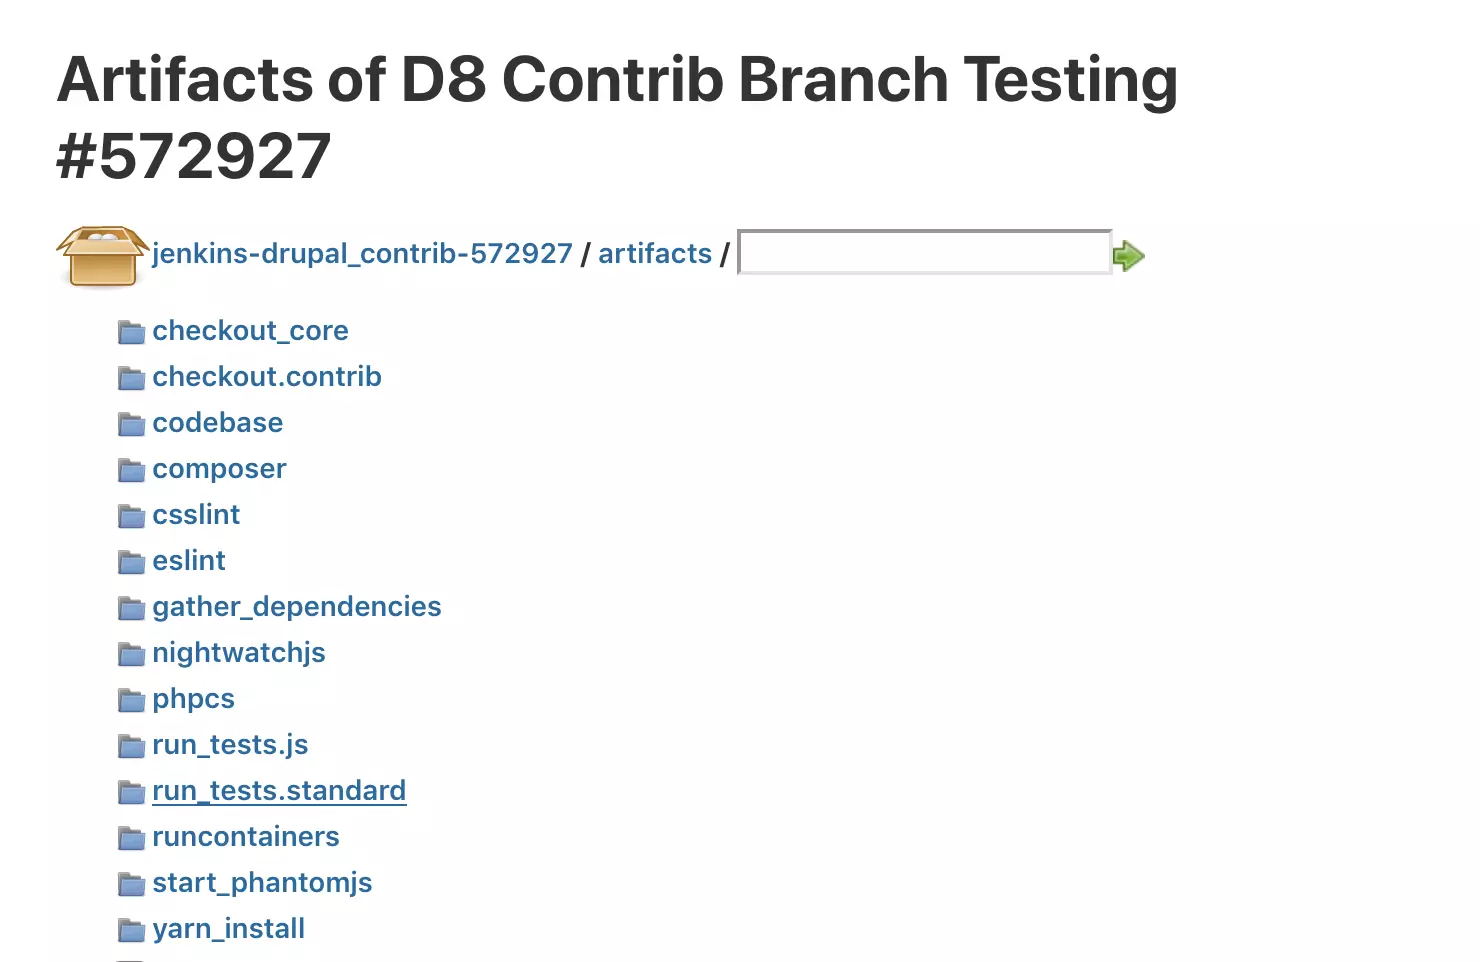 Artifacts of D8 Contrib Branch Testing
#572927
jenkins-drupal_contrib-572927 / artifacts /
checkout_core
checkout.contrib
codebase
composer
csslint
eslint
gather_dependencies
nightwatchjs
phpcs
run_tests.js
run_tests.standard
runcontainers
start_phantomjs
yarn_install